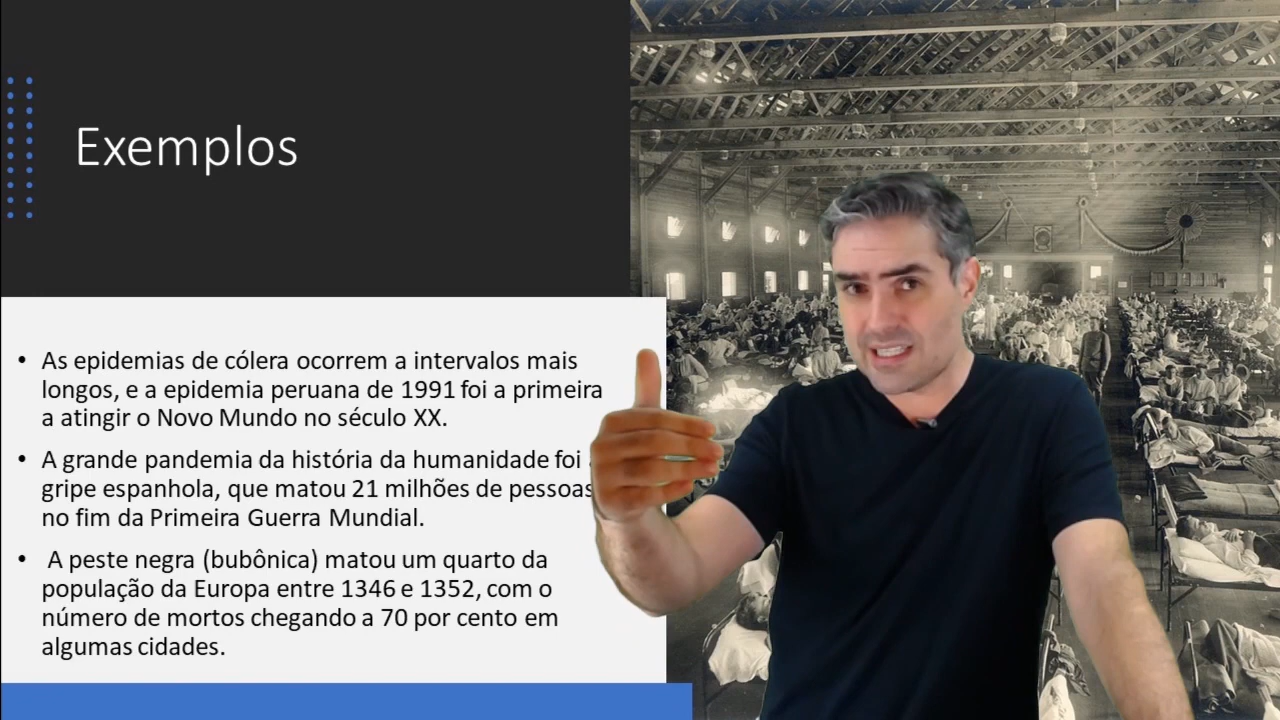 Exemplos
• As epidemias de cólera ocorrem a intervalos mais
longos, e a epidemia peruana de 1991 foi a primeira
a atingir o Novo Mundo no século XX.
• A grande pandemia da história da humanidade foi
gripe espanhola, que matou 21 milhões de pessoas
no fim da Primeira Guerra Mundial.
• A peste negra (bubônica) matou um quarto da
população da Europa entre 1346 e 1352, com o
número de mortos chegando a 70 por cento em
algumas cidades.